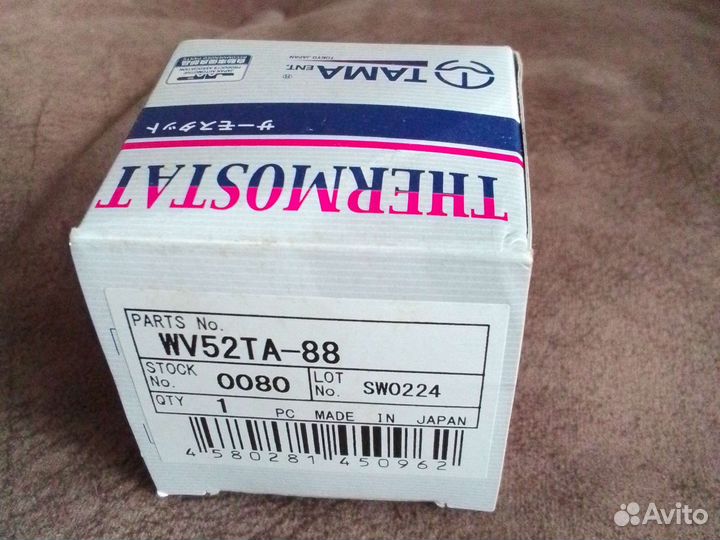 TAMA ENT. ®
TOKYO JAPAN
サーモスタット
THERMOSTAT
PARTS No.
WV52TA-88
STOCK No. 0080
LOT No. SW0224
QTY 1 PC MADE IN JAPAN
4 580281 450962
Avito